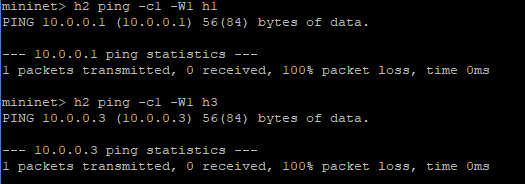 mininet> h2 ping -c1 -W1 h1
PING 10.0.0.1 (10.0.0.1) 56(84) bytes of data.
--- 10.0.0.1 ping statistics ---
1 packets transmitted, 0 received, 100% packet loss, time 0ms
mininet> h2 ping -c1 -W1 h3
PING 10.0.0.3 (10.0.0.3) 56(84) bytes of data.
--- 10.0.0.3 ping statistics ---
1 packets transmitted, 0 received, 100% packet loss, time 0ms